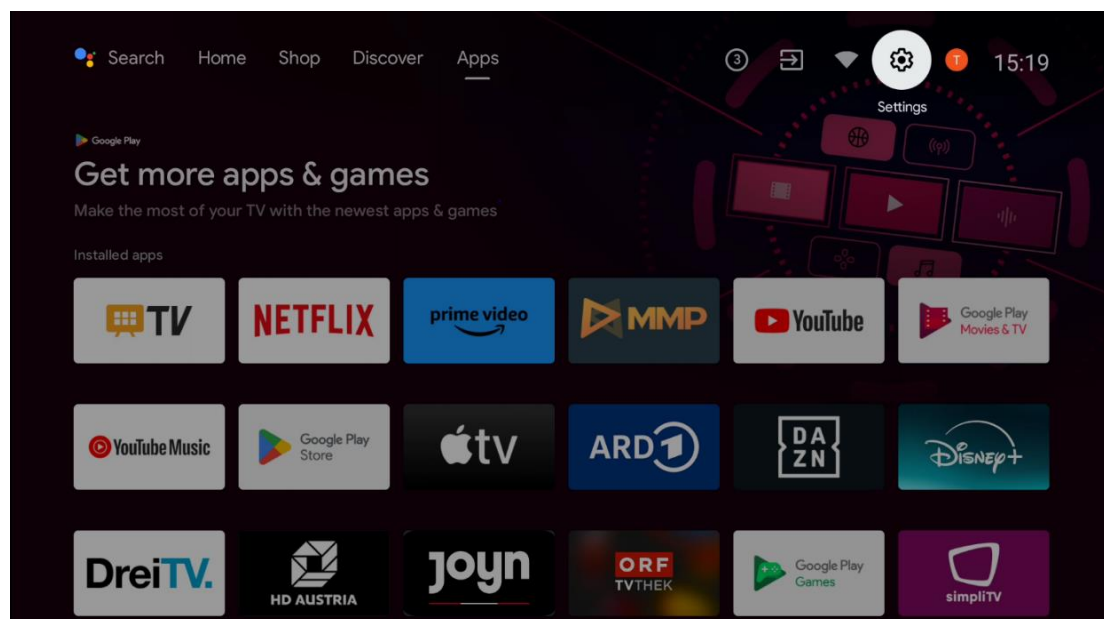 Search Home Shop Discover Apps 3 T 15:19
Settings
Google Play
Get more apps & games
Make the most of your TV with the newest apps & games
Installed apps
TV NETFLIX prime video MMP YouTube Google Play Movies & TV
YouTube Music Google Play Store tv ARD 1 DAZN Disney+
DreiTV. HD AUSTRIA Joyn ORF TVTHEK Google Play Games simpliTV